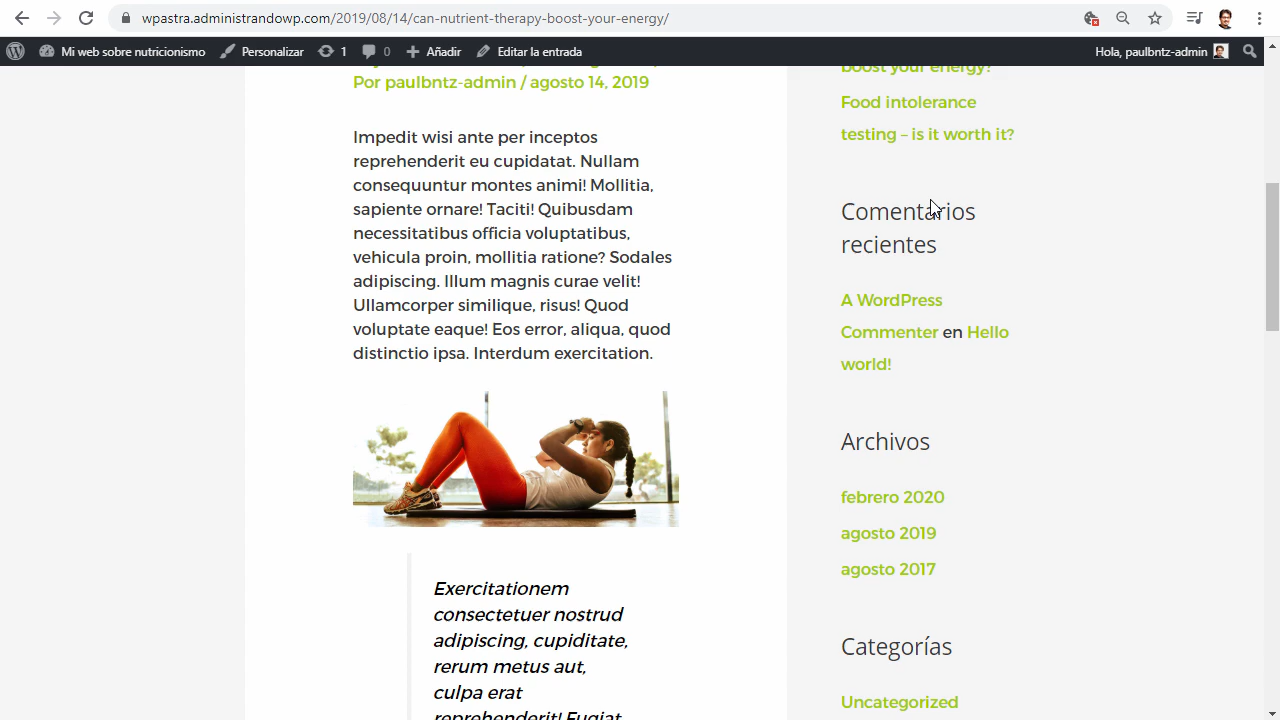 wpastra.administrandowp.com/2019/08/14/can-nutrient-therapy-boost-your-energy/
Mi web sobre nutricionismo Personalizar 1 0 Añadir Editar la entrada Hola, paulbntz-admin
Por paulbntz-admin / agosto 14, 2019
Impedit wisi ante per inceptos
reprehenderit eu cupidatat. Nullam
consequuntur montes animi! Mollitia,
sapiente ornare! Taciti! Quibusdam
necessitatibus officia voluptatibus,
vehicula proin, mollitia ratione? Sodales
adipiscing. Illum magnis curae velit!
Ullamcorper similique, risus! Quod
voluptate eaque! Eos error, aliqua, quod
distinctio ipsa. Interdum exercitation.
Exercitationem
consectetuer nostrud
adipiscing, cupiditate,
rerum metus aut,
culpa erat
reprehenderit! Fugiat
boost your energy?
Food intolerance
testing – is it worth it?
Comentarios
recientes
A WordPress
Commenter en Hello
world!
Archivos
febrero 2020
agosto 2019
agosto 2017
Categorías
Uncategorized